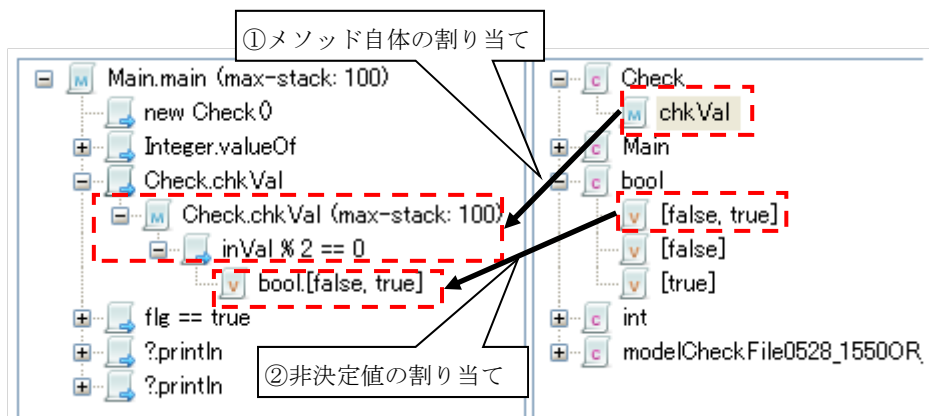 ①メソッド自体の割り当て
Main.main (max-stack: 100)
new Check()
Integer.valueOf
Check.chkVal
Check.chkVal (max-stack: 100)
inVal % 2 == 0
bool.[false, true]
flg == true
?.println
?.println
②非決定値の割り当て
Check
chkVal
Main
bool
[false, true]
[false]
[true]
int
modelCheckFile0528_1550OR_